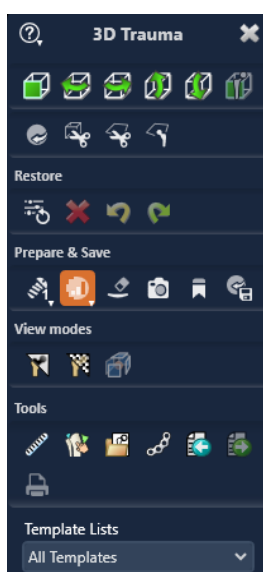 3D Trauma
Restore
Prepare & Save
View modes
Tools
Template Lists
All Templates